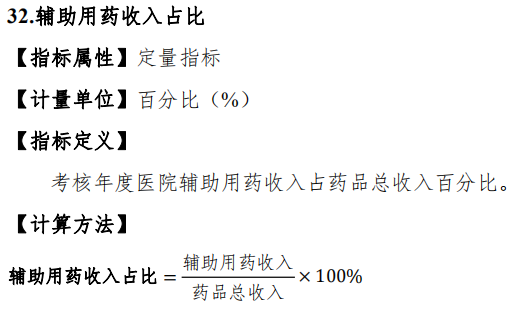 32.辅助用药收入占比
【指标属性】定量指标
【计量单位】百分比（%）
【指标定义】
考核年度医院辅助用药收入占药品总收入百分比。
【计算方法】
辅助用药收入占比 = 辅助用药收入 / 药品总收入 × 100%